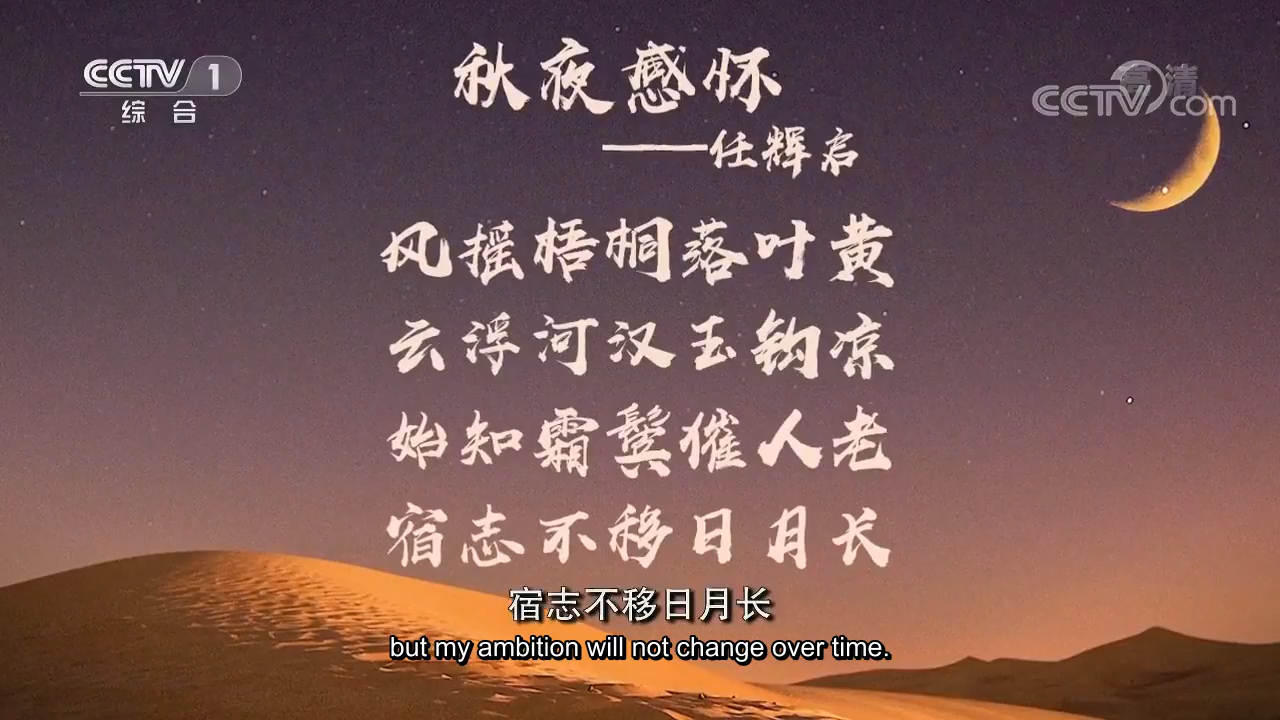 CCTV 1
综合
高清
CCTV.com
秋夜感怀
——任辉启
风摇梧桐落叶黄
云浮河汉玉钩凉
始知霜鬓催人老
宿志不移日月长
宿志不移日月长
but my ambition will not change over time.